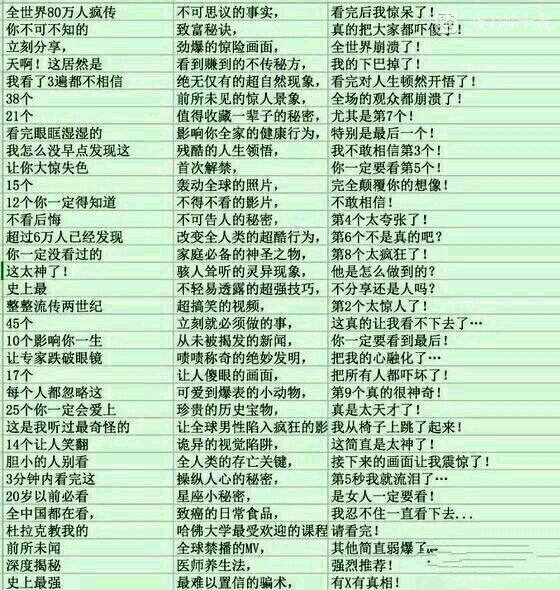 全世界80万人疯传 不可思议的事实， 看完后我惊呆了！
你不可不知的 致富秘诀， 真的把大家都吓傻了！
立刻分享， 劲爆的惊险画面， 全世界崩溃了！
天啊！这居然是 看到赚到的不传秘方， 我的下巴掉了！
我看了3遍都不相信 绝无仅有的超自然现象， 看完对人生顿然开悟了！
38个 前所未见的惊人景象， 全场的观众都崩溃了！
21个 值得收藏一辈子的秘密， 尤其是第7个！
看完眼眶湿湿的 影响你全家的健康行为， 特别是最后一个！
我怎么没早点发现这 残酷的人生领悟， 我不敢相信第3个！
让你大惊失色 首次解禁， 你一定要看第5个！
15个 轰动全球的照片， 完全颠覆你的想像！
12个你一定得知道 不得不看的影片， 不敢相信！
不看后悔 不可告人的秘密， 第4个太夸张了！
超过6万人已经发现 改变全人类的超酷行为， 第6个不是真的吧？
你一定没看过的 家庭必备的神圣之物， 第8个太疯狂了！
这太神了！ 骇人耸听的灵异现象， 他是怎么做到的？
史上最 不轻易透露的超强技巧， 不分享还是人吗？
整整流传两世纪 超搞笑的视频， 第2个太惊人了！
45个 立刻就必须做的事， 这真的让我看不下去了…
10个影响你一生 从未被揭发的新闻， 你一定要看到最后！
让专家跌破眼镜 啧啧称奇的绝妙发明， 把我的心融化了…
17个 让人傻眼的画面， 把所有人都吓坏了！
每个人都忽略这 可爱到爆表的小动物， 第9个真的很神奇！
25个你一定会爱上 珍贵的历史宝物， 真是太天才了！
这是我听过最奇怪的 让全球男性陷入疯狂的影 我从椅子上跳了起来！
14个让人笑翻 诡异的视觉陷阱， 这简直是太神了！
胆小的人别看 全人类的存亡关键， 接下来的画面让我震惊了！
3分钟内看完这 操纵人心的秘密， 第5秒我就流泪了…
20岁以前必看 星座小秘密， 是女人一定要看！
全中国都在看， 致癌的日常食品， 我忍不住一直看下去...
杜拉克教我的 哈佛大学最受欢迎的课程 请看完！
前所未闻 全球禁播的MV， 其他简直弱爆了
深度揭秘 医师养生法， 强烈推荐！
史上最强 最难以置信的骗术， 有X有真相！